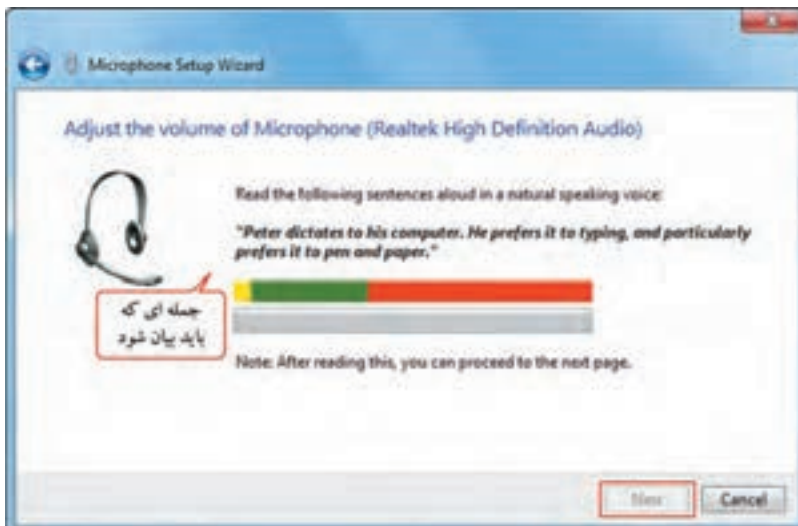 Microphone Setup Wizard
Adjust the volume of Microphone (Realtek High Definition Audio)
Read the following sentences aloud in a natural speaking voice:
"Peter dictates to his computer. He prefers it to typing, and particularly
prefers it to pen and paper."
جمله ای که
باید بیان شود
Note: After reading this, you can proceed to the next page.
Cancel